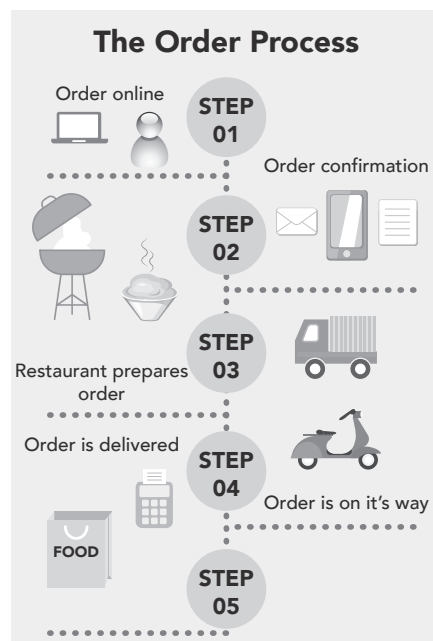 The Order Process
Order online
STEP
01
Order confirmation
STEP
02
STEP
03
Restaurant prepares
order
Order is delivered
STEP
04
Order is on it's way
FOOD
STEP
05